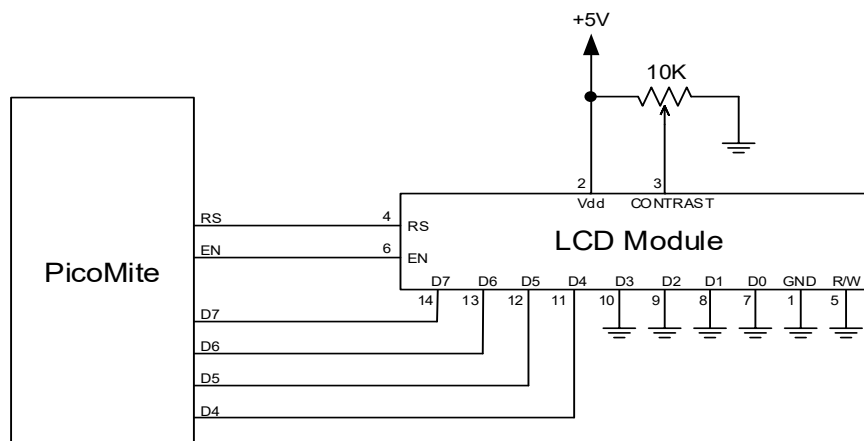 +5V
10K
2 3
Vdd CONTRAST
RS 4 RS
LCD Module
EN 6 EN
PicoMite
D7 D6 D5 D4 D3 D2 D1 D0 GND R/W
14 13 12 11 10 9 8 7 1 5
D7
D6
D5
D4